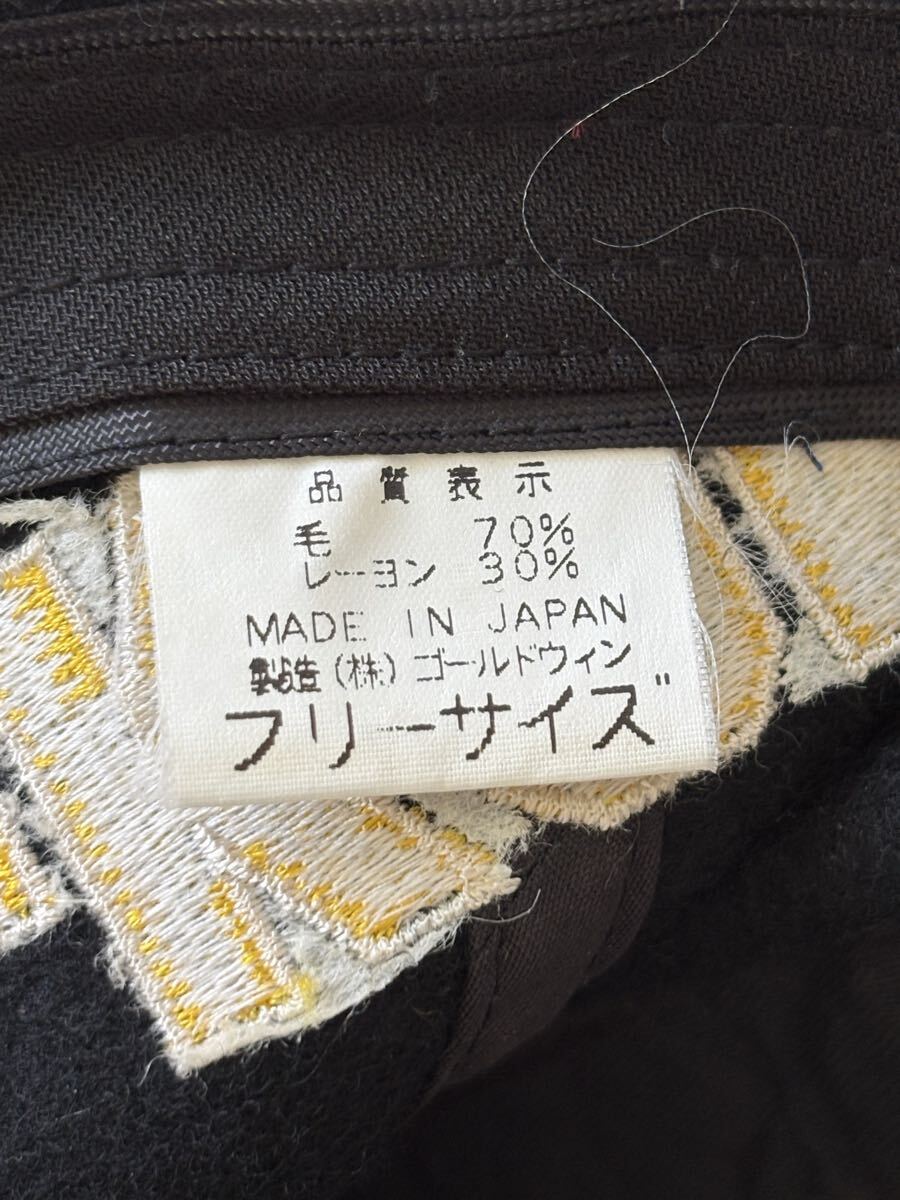 品質表示
毛 70%
レーヨン 30%
MADE IN JAPAN
製造(株)ゴールドウィン
フリーサイズ